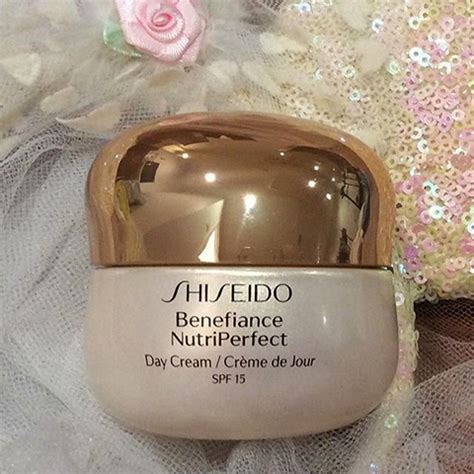 SHISEIDO
Benefiance
NutriPerfect
Day Cream / Crème de Jour
SPF 15